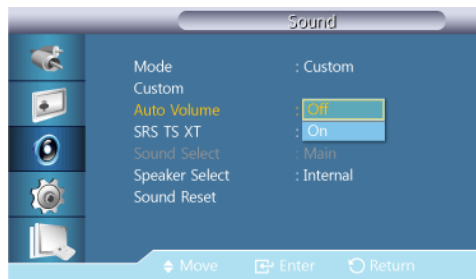 Sound
Mode : Custom
Custom
Auto Volume : Off
SRS TS XT : On
Sound Select : Main
Speaker Select : Internal
Sound Reset
Move Enter Return